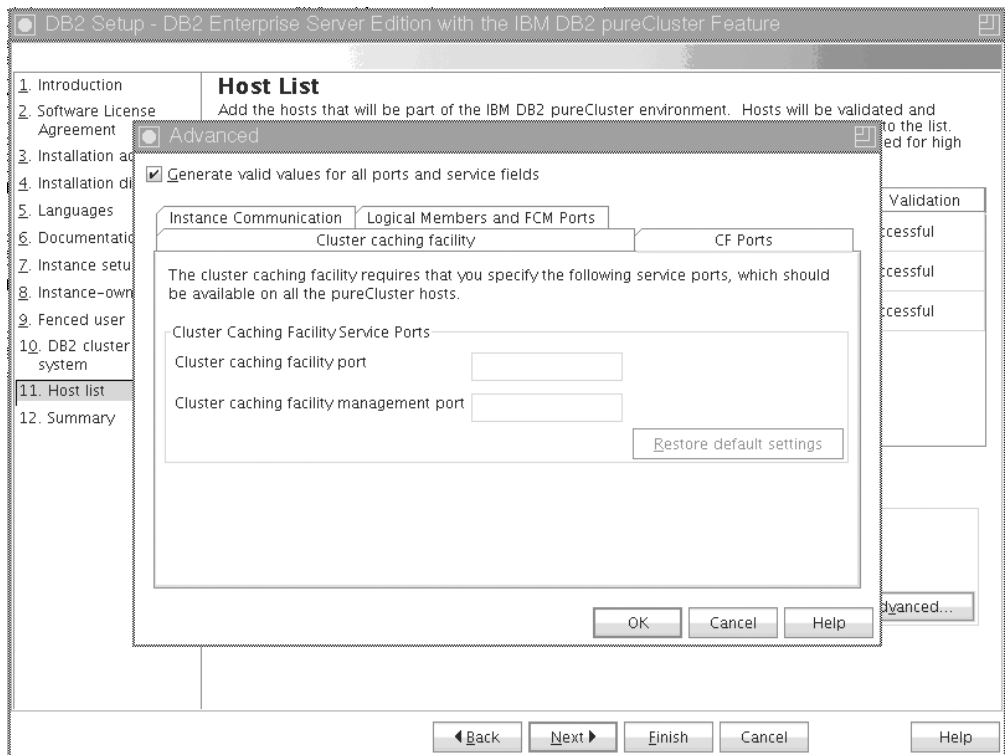 DB2 Setup - DB2 Enterprise Server Edition with the IBM DB2 pureCluster Feature
1. Introduction
2. Software License
Agreement
3. Installation ac
4. Installation di
5. Languages
6. Documentatio
7. Instance setu
8. Instance-own
9. Fenced user
10. DB2 cluster
system
11. Host list
12. Summary
Host List
Add the hosts that will be part of the IBM DB2 pureCluster environment. Hosts will be validated and
to the list.
ed for high
Validation
ccessful
ccessful
ccessful
Advanced
Generate valid values for all ports and service fields
Instance Communication
Logical Members and FCM Ports
Cluster caching facility
CF Ports
The cluster caching facility requires that you specify the following service ports, which should
be available on all the pureCluster hosts.
Cluster Caching Facility Service Ports
Cluster caching facility port
Cluster caching facility management port
Restore default settings
OK
Cancel
Help
dvanced...
Back
Next
Finish
Cancel
Help